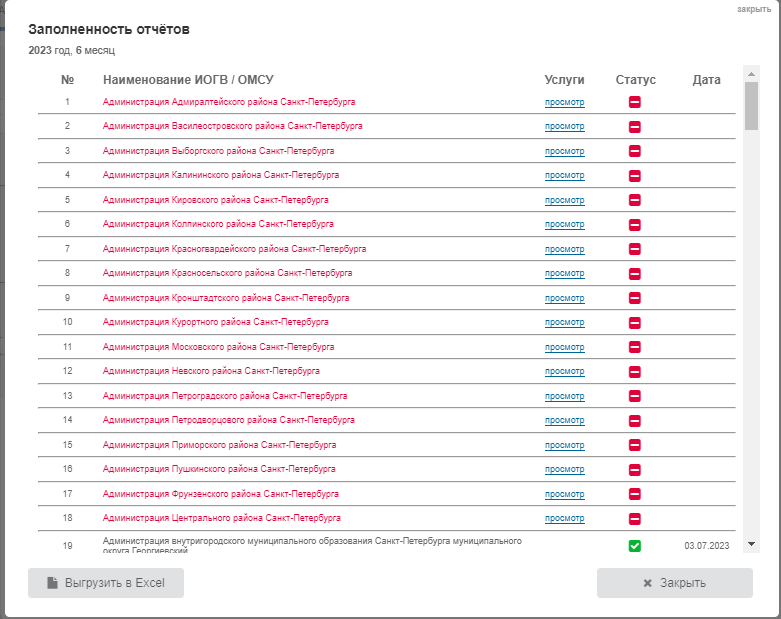 закрыть
Заполненность отчётов
2023 год, 6 месяц
№ Наименование ИОГВ / ОМСУ Услуги Статус Дата
1 Администрация Адмиралтейского района Санкт-Петербурга просмотр
2 Администрация Василеостровского района Санкт-Петербурга просмотр
3 Администрация Выборгского района Санкт-Петербурга просмотр
4 Администрация Калининского района Санкт-Петербурга просмотр
5 Администрация Кировского района Санкт-Петербурга просмотр
6 Администрация Колпинского района Санкт-Петербурга просмотр
7 Администрация Красногвардейского района Санкт-Петербурга просмотр
8 Администрация Красносельского района Санкт-Петербурга просмотр
9 Администрация Кронштадтского района Санкт-Петербурга просмотр
10 Администрация Курортного района Санкт-Петербурга просмотр
11 Администрация Московского района Санкт-Петербурга просмотр
12 Администрация Невского района Санкт-Петербурга просмотр
13 Администрация Петроградского района Санкт-Петербурга просмотр
14 Администрация Петродворцового района Санкт-Петербурга просмотр
15 Администрация Приморского района Санкт-Петербурга просмотр
16 Администрация Пушкинского района Санкт-Петербурга просмотр
17 Администрация Фрунзенского района Санкт-Петербурга просмотр
18 Администрация Центрального района Санкт-Петербурга просмотр
19 Администрация внутригородского муниципального образования Санкт-Петербурга муниципального 03.07.2023
округа Георгиевский
Выгрузить в Excel Закрыть